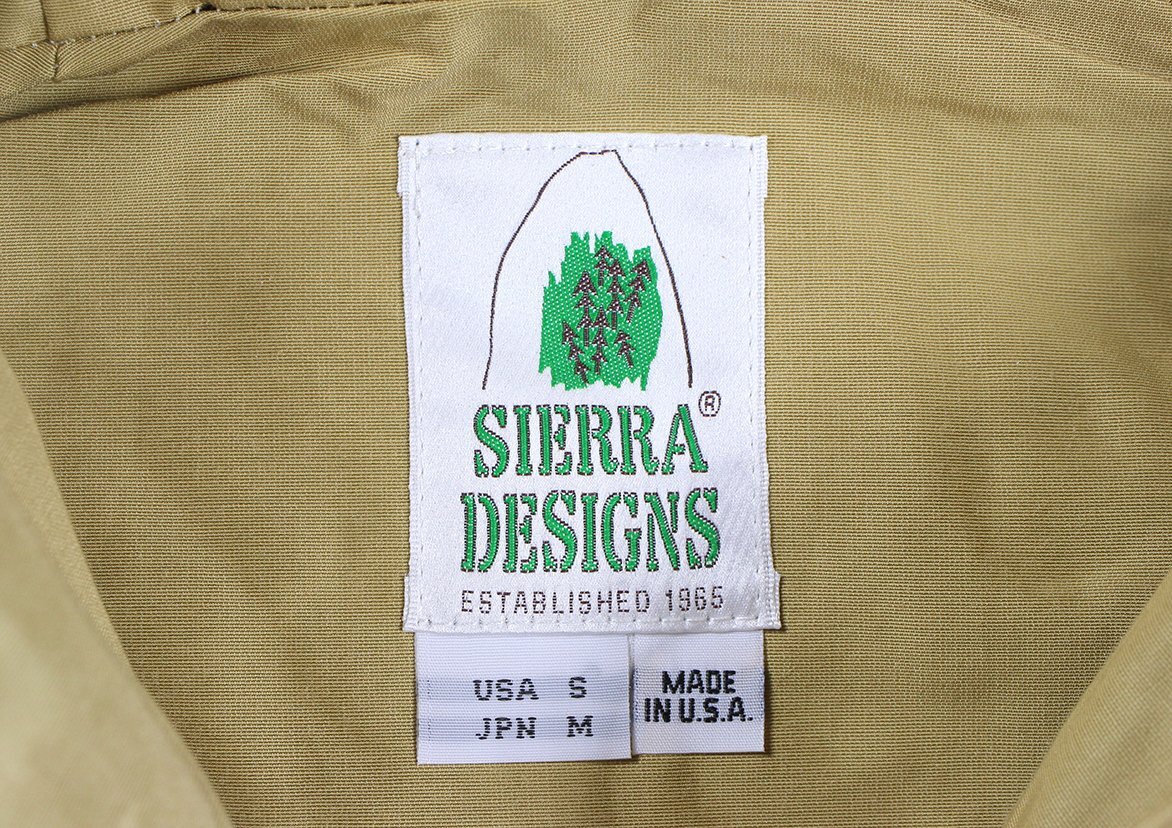 SIERRA®
DESIGNS
ESTABLISHED 1965
USA S
JPN M
MADE
IN U.S.A.